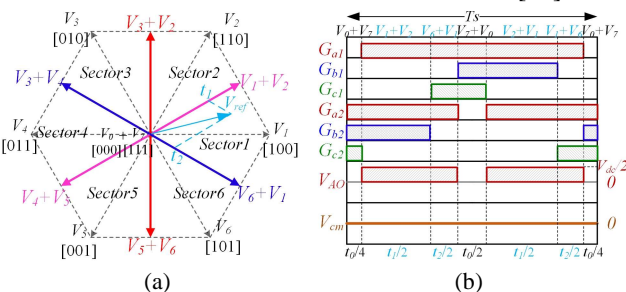 V3 V3+V2 V2
[010] [110]
Sector3 Sector2
V1+V2
t1
Vref
V4 Sector4 V0+V7 V1
[011] [000][111] [100]
t2 Sector1
V4+V5 Sector5 Sector6 V6+V1
V5 V5+V6 V6
[001] [101]
(a)
Ts
V0+V7 V1+V2 V6+V1 V7+V0 V2+V1 V1+V6 V0+V7
Ga1
Gb1
Gc1
Ga2
Gb2
Gc2
Vdc/2
VAO 0
Vcm 0
t0/4 t1/2 t2/2 t0/2 t1/2 t2/2 t0/4
(b)